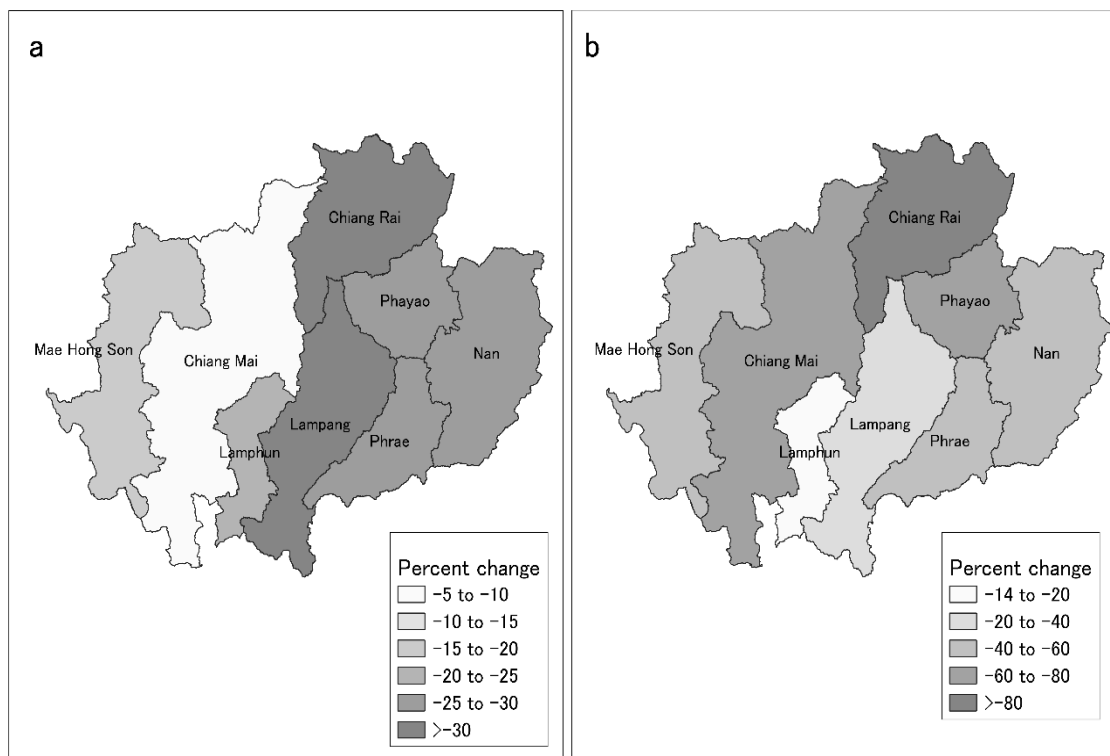 a
Chiang Rai
Phayao
Nan
Mae Hong Son
Chiang Mai
Lampang
Phrae
Lamphun
Percent change
-5 to -10
-10 to -15
-15 to -20
-20 to -25
-25 to -30
>-30
b
Chiang Rai
Phayao
Nan
Mae Hong Son
Chiang Mai
Lampang
Phrae
Lamphun
Percent change
-14 to -20
-20 to -40
-40 to -60
-60 to -80
>-80